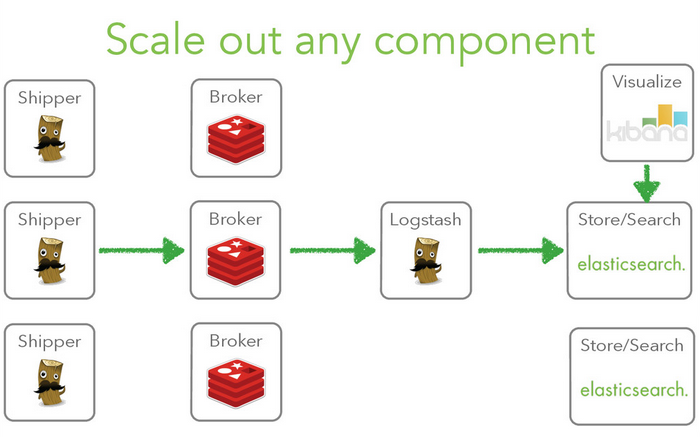 Scale out any component
Shipper
Broker
Visualize
kibana
Shipper
Broker
Logstash
Store/Search
elasticsearch.
Shipper
Broker
Store/Search
elasticsearch.